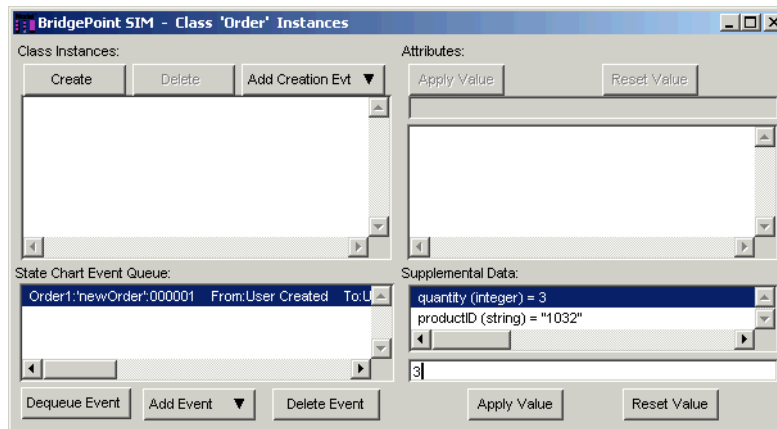 BridgePoint SIM - Class 'Order' Instances
Class Instances:
Attributes:
Create
Delete
Add Creation Evt
Apply Value
Reset Value
State Chart Event Queue:
Supplemental Data:
Order1:'newOrder':000001 From:User Created To:U
quantity (integer) = 3
productID (string) = "1032"
3
Dequeue Event
Add Event
Delete Event
Apply Value
Reset Value